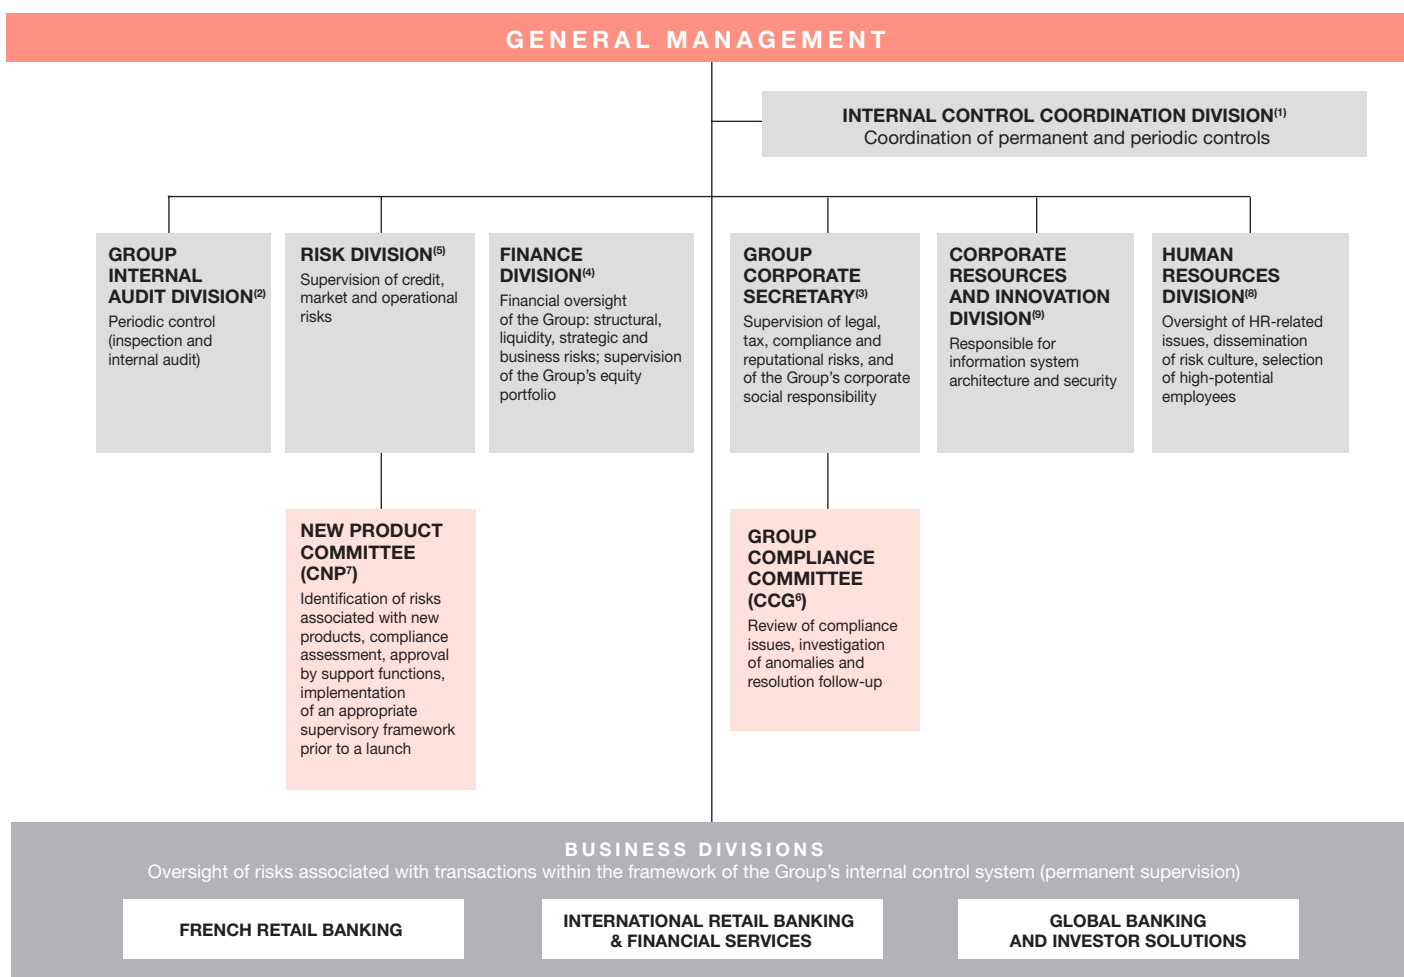 GENERAL MANAGEMENT
INTERNAL CONTROL COORDINATION DIVISION(1)
Coordination of permanent and periodic controls
GROUP
INTERNAL
AUDIT DIVISION(2)
Periodic control
(inspection and
internal audit)
RISK DIVISION(5)
Supervision of credit,
market and operational
risks
FINANCE
DIVISION(4)
Financial oversight
of the Group: structural,
liquidity, strategic and
business risks; supervision
of the Group’s equity
portfolio
GROUP
CORPORATE
SECRETARY(3)
Supervision of legal,
tax, compliance and
reputational risks, and
of the Group’s corporate
social responsibility
CORPORATE
RESOURCES
AND INNOVATION
DIVISION(9)
Responsible for
information system
architecture and security
HUMAN
RESOURCES
DIVISION(8)
Oversight of HR-related
issues, dissemination
of risk culture, selection
of high-potential
employees
NEW PRODUCT
COMMITTEE
(CNP7)
Identification of risks
associated with new
products, compliance
assessment, approval
by support functions,
implementation
of an appropriate
supervisory framework
prior to a launch
GROUP
COMPLIANCE
COMMITTEE
(CCG6)
Review of compliance
issues, investigation
of anomalies and
resolution follow-up
BUSINESS DIVISIONS
Oversight of risks associated with transactions within the framework of the Group’s internal control system (permanent supervision)
FRENCH RETAIL BANKING
INTERNATIONAL RETAIL BANKING
& FINANCIAL SERVICES
GLOBAL BANKING
AND INVESTOR SOLUTIONS